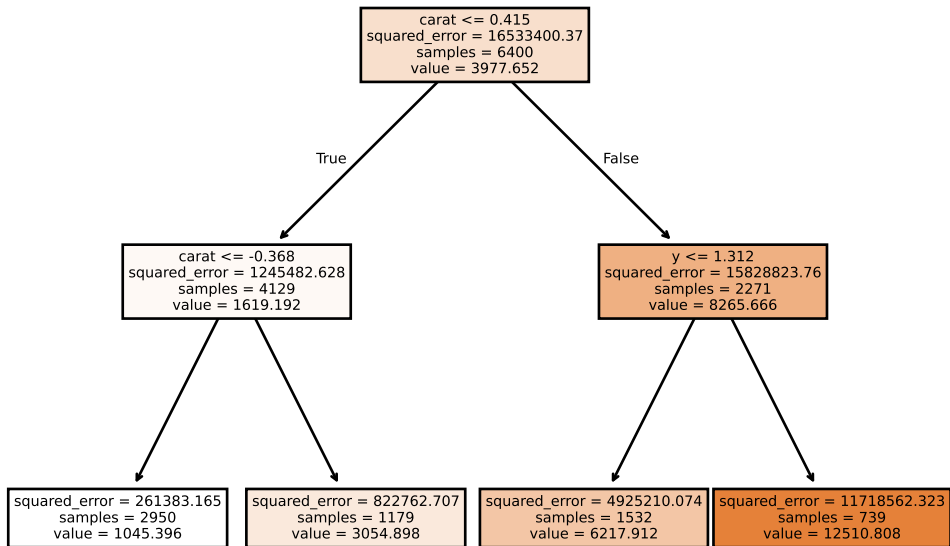 carat <= 0.415
squared_error = 16533400.37
samples = 6400
value = 3977.652
True
False
carat <= -0.368
squared_error = 1245482.628
samples = 4129
value = 1619.192
y <= 1.312
squared_error = 15828823.76
samples = 2271
value = 8265.666
squared_error = 261383.165
samples = 2950
value = 1045.396
squared_error = 822762.707
samples = 1179
value = 3054.898
squared_error = 4925210.074
samples = 1532
value = 6217.912
squared_error = 11718562.323
samples = 739
value = 12510.808